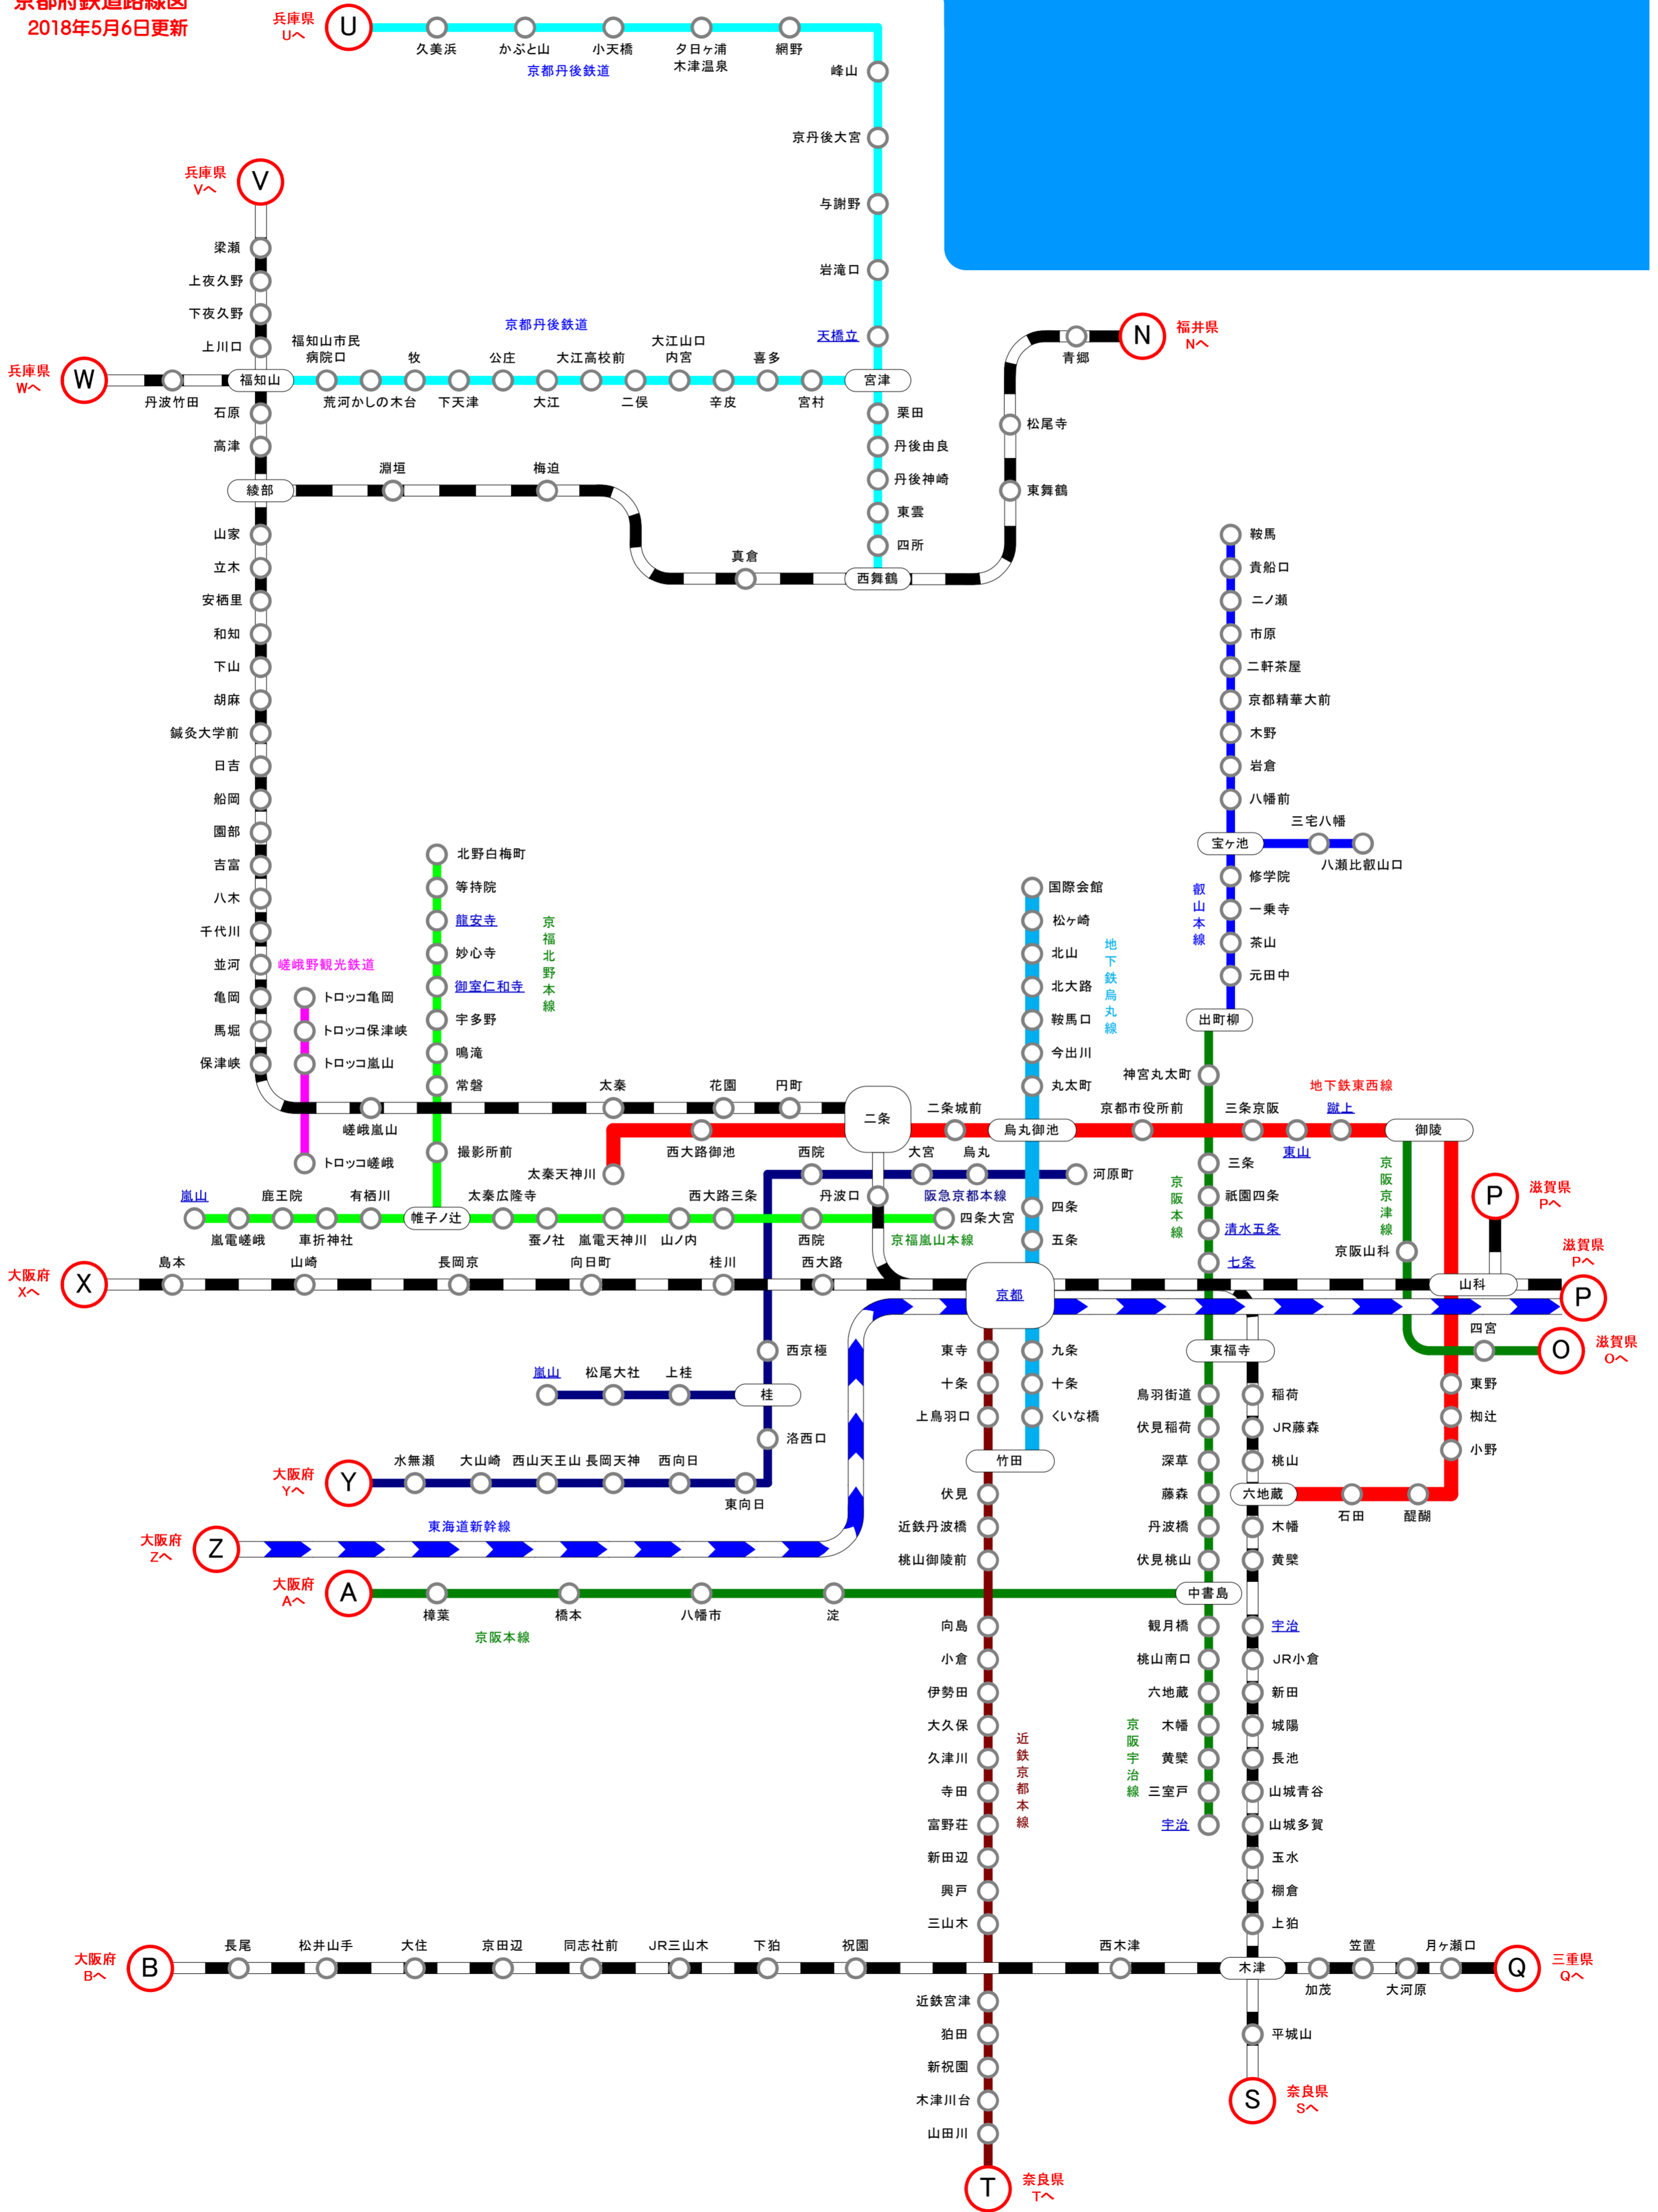 京都府鉄道路線図
2018年5月6日更新
兵庫県
Uへ
U
久美浜
かぶと山
小天橋
夕日ヶ浦
木津温泉
網野
京都丹後鉄道
峰山
京丹後大宮
与謝野
岩滝口
天橋立
兵庫県
Vへ
V
梁瀬
上夜久野
下夜久野
上川口
兵庫県
Wへ
W
丹波竹田
福知山
福知山市民
病院口
荒河かしの木台
牧
下天津
公庄
大江
大江高校前
二俣
大江山口
内宮
辛皮
喜多
宮村
宮津
京都丹後鉄道
福井県
Nへ
N
青郷
松尾寺
東舞鶴
石原
高津
綾部
淵垣
梅迫
真倉
西舞鶴
栗田
丹後由良
丹後神崎
東雲
四所
山家
立木
安栖里
和知
下山
胡麻
鍼灸大学前
日吉
船岡
園部
吉富
八木
千代川
並河
亀岡
馬堀
保津峡
嵯峨野観光鉄道
トロッコ亀岡
トロッコ保津峡
トロッコ嵐山
トロッコ嵯峨
北野白梅町
等持院
龍安寺
妙心寺
御室仁和寺
宇多野
鳴滝
常磐
撮影所前
京福北野本線
鞍馬
貴船口
二ノ瀬
市原
二軒茶屋
京都精華大前
木野
岩倉
八幡前
宝ヶ池
三宅八幡
八瀬比叡山口
修学院
一乗寺
茶山
元田中
出町柳
叡山本線
国際会館
松ヶ崎
北山
北大路
鞍馬口
今出川
丸太町
地下鉄烏丸線
嵯峨嵐山
太秦
花園
円町
二条
太秦天神川
西大路御池
二条城前
烏丸御池
京都市役所前
三条京阪
東山
蹴上
御陵
地下鉄東西線
神宮丸太町
三条
祇園四条
清水五条
七条
京阪本線
西院
大宮
烏丸
河原町
阪急京都本線
丹波口
四条
五条
嵐山
嵐電嵯峨
鹿王院
車折神社
有栖川
帷子ノ辻
太秦広隆寺
蚕ノ社
嵐電天神川
山ノ内
西大路三条
西院
四条大宮
京福嵐山本線
京阪京津線
京阪山科
滋賀県
Pへ
P
滋賀県
Pへ
P
大阪府
Xへ
X
島本
山崎
長岡京
向日町
桂川
西大路
京都
山科
四宮
滋賀県
Oへ
O
西京極
嵐山
松尾大社
上桂
桂
洛西口
大阪府
Yへ
Y
水無瀬
大山崎
西山天王山
長岡天神
西向日
東向日
東寺
十条
上鳥羽口
九条
十条
くいな橋
竹田
東福寺
鳥羽街道
伏見稲荷
深草
藤森
丹波橋
伏見桃山
中書島
稲荷
JR藤森
桃山
六地蔵
東野
椥辻
小野
石田
醍醐
大阪府
Zへ
Z
東海道新幹線
伏見
近鉄丹波橋
桃山御陵前
木幡
黄檗
大阪府
Aへ
A
樟葉
橋本
八幡市
淀
京阪本線
向島
小倉
伊勢田
大久保
久津川
寺田
富野荘
新田辺
興戸
三山木
近鉄京都本線
観月橋
桃山南口
六地蔵
木幡
黄檗
三室戸
宇治
京阪宇治線
宇治
JR小倉
新田
城陽
長池
山城青谷
山城多賀
玉水
棚倉
上狛
大阪府
Bへ
B
長尾
松井山手
大住
京田辺
同志社前
JR三山木
下狛
祝園
西木津
木津
加茂
笠置
大河原
月ヶ瀬口
Q
三重県
Qへ
近鉄宮津
狛田
新祝園
木津川台
山田川
平城山
S
奈良県
Sへ
T
奈良県
Tへ